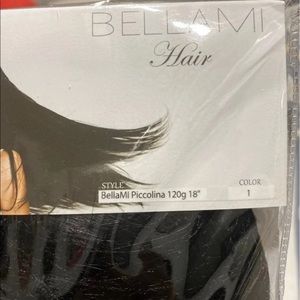 BELLAMI
Hair
STYLE
BellaMI Piccolina 120g 18"
COLOR
1